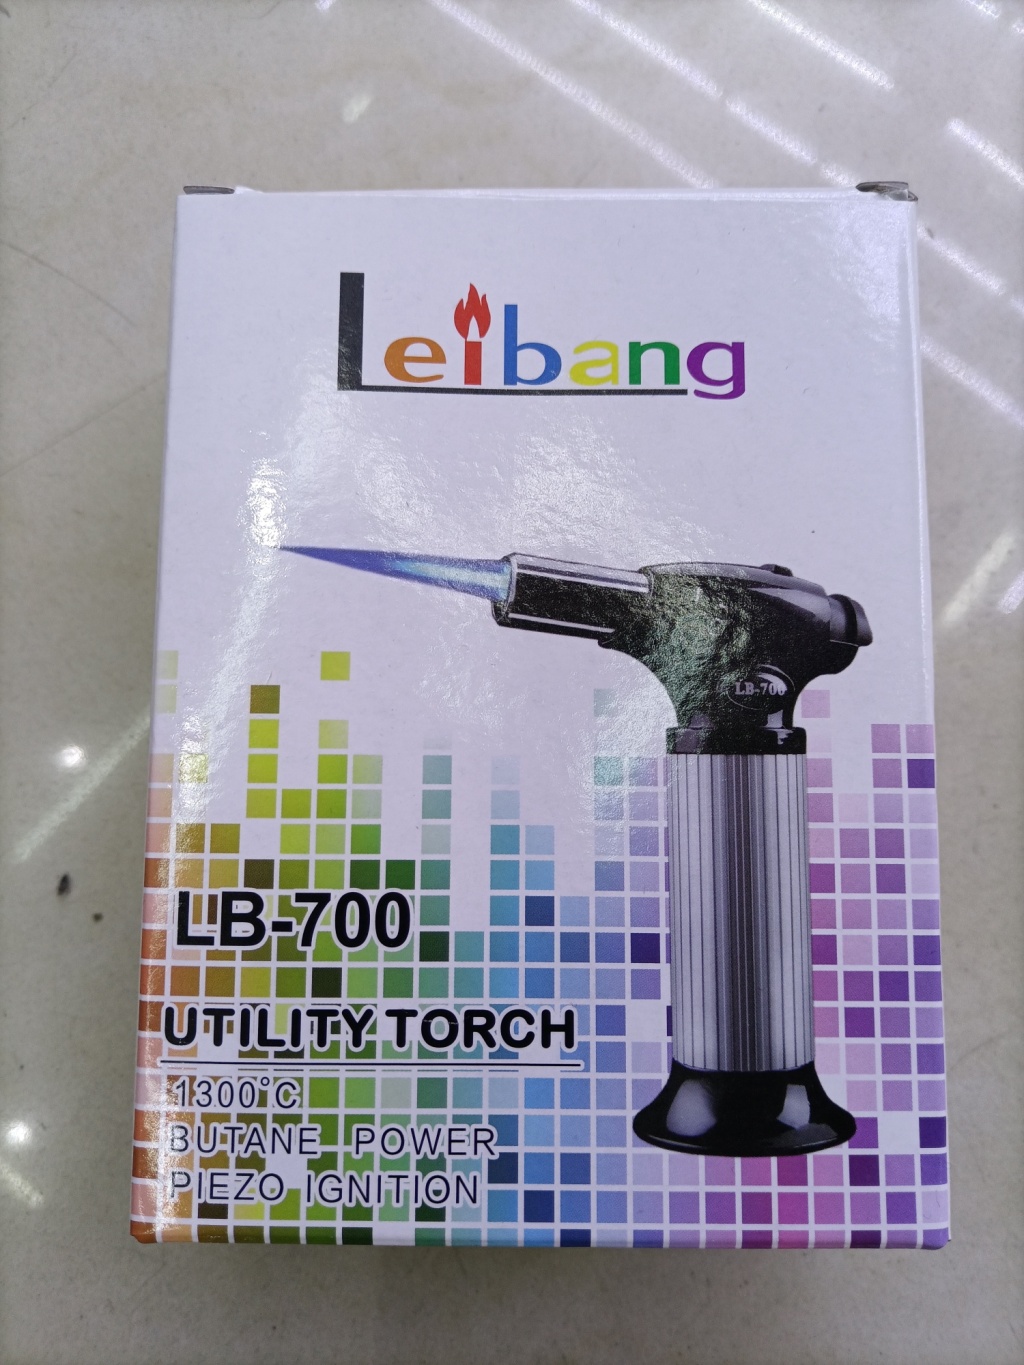 Leibang
LB-700
LB-700
UTILITY TORCH
1300°C
BUTANE POWER
PIEZO IGNITION